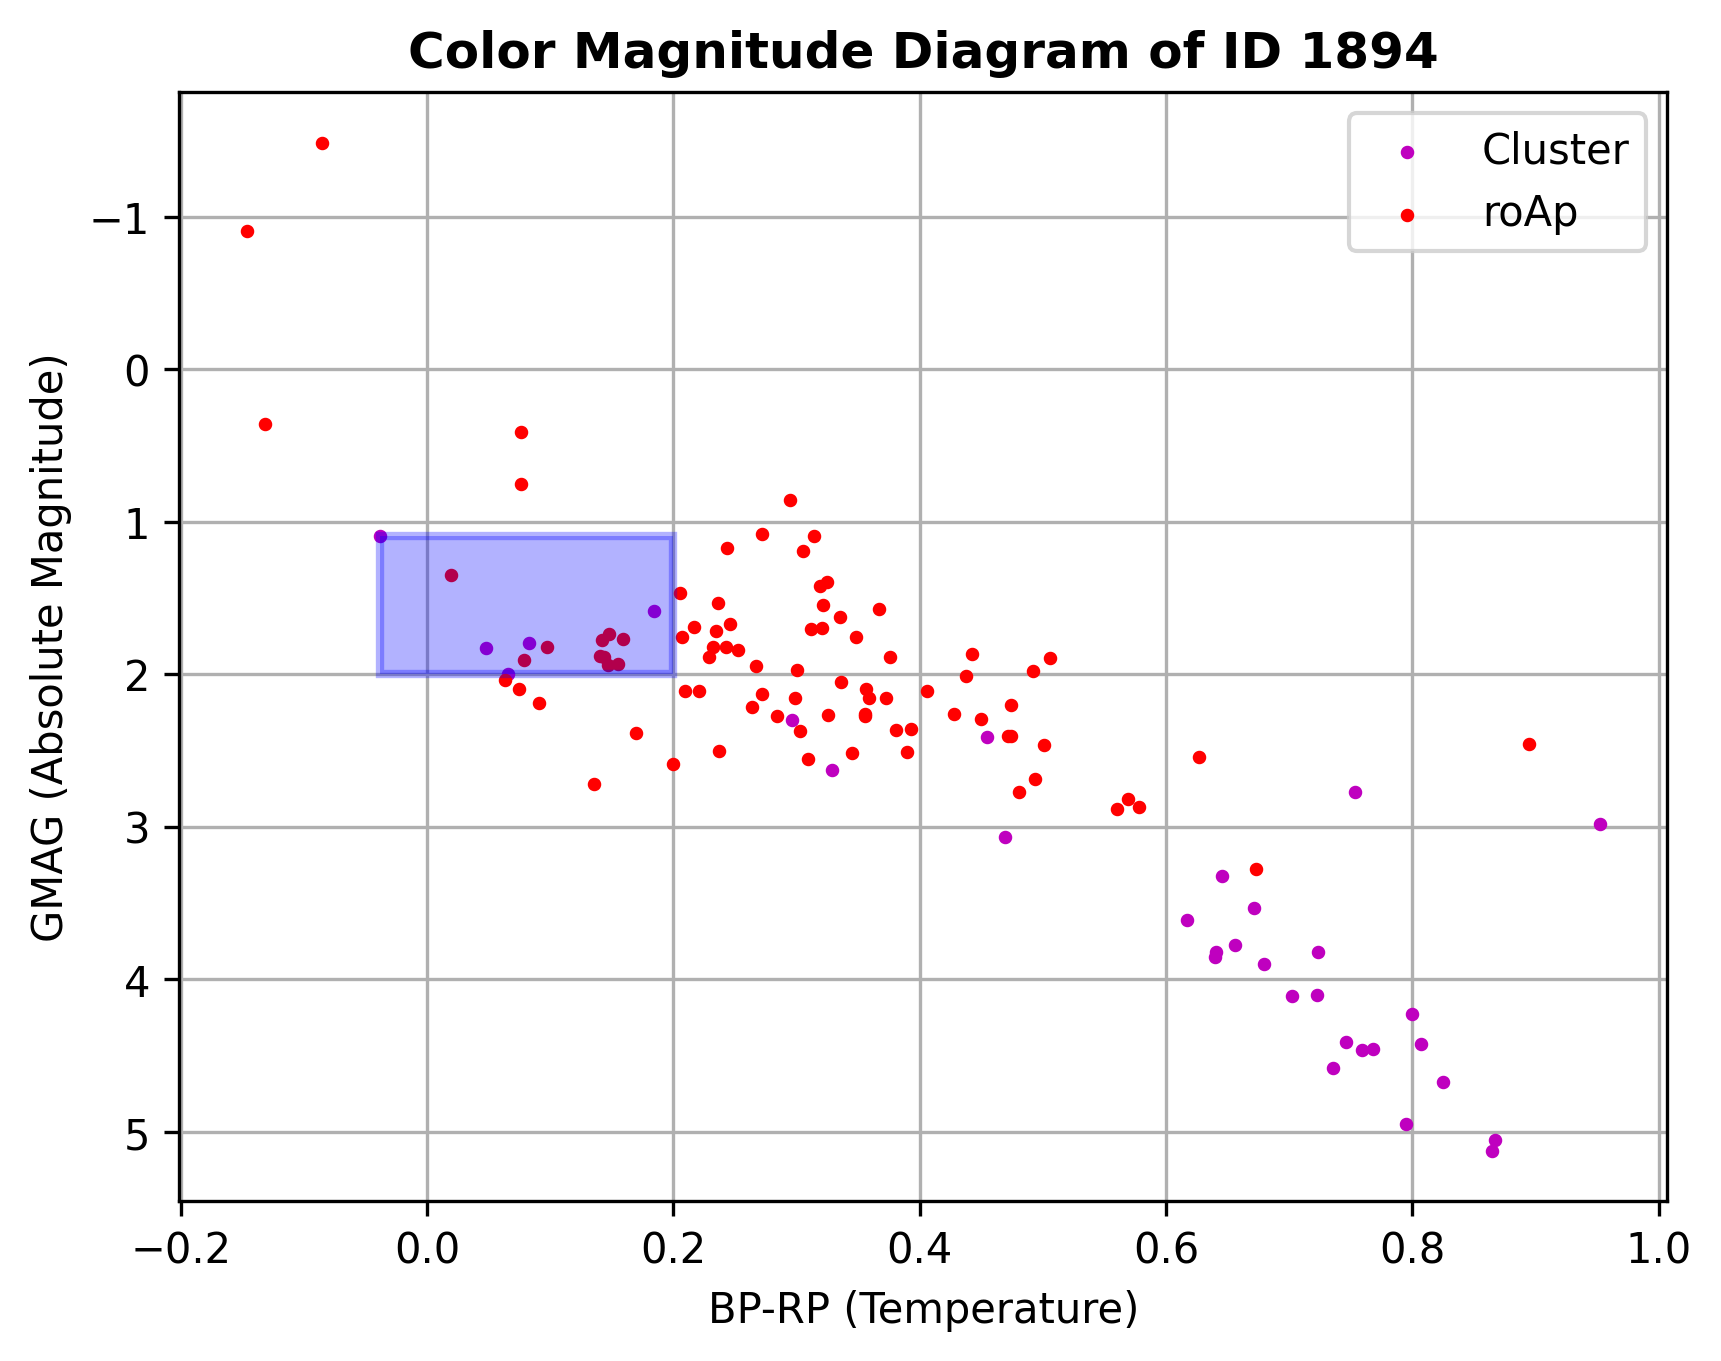 Color Magnitude Diagram of ID 1894
Cluster
roAp
−1
0
1
2
3
4
5
GMAG (Absolute Magnitude)
−0.2 0.0 0.2 0.4 0.6 0.8 1.0
BP-RP (Temperature)